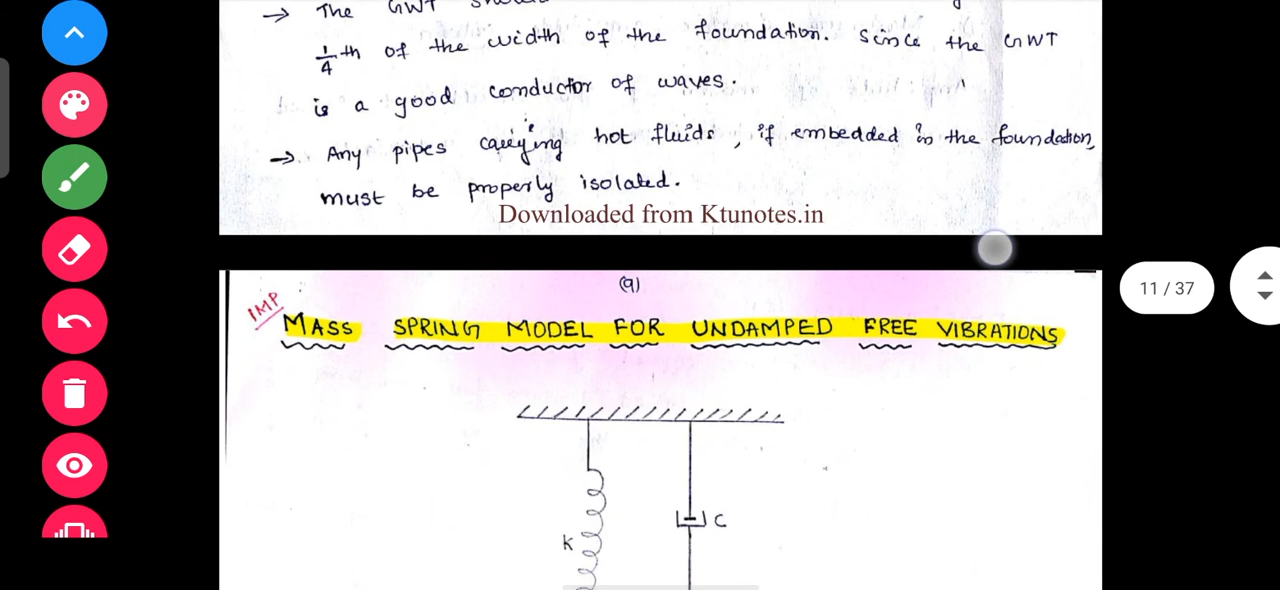 → The GWT
1/4 th of the width of the foundation. Since the GWT
is a good conductor of waves.
→ Any pipes carrying hot fluids, if embedded in the foundation,
must be properly isolated.
Downloaded from Ktunotes.in
(9)
11 / 37
IMP
MASS SPRING MODEL FOR UNDAMPED FREE VIBRATIONS
C
K